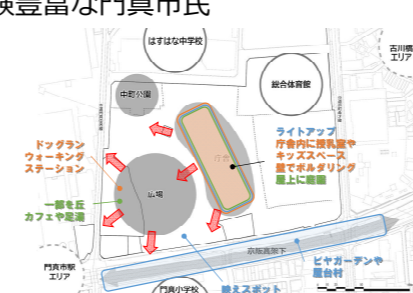 験豊富な門真市民
はすはな中学校
古川橋
エリア
中町公園
総合体育館
ドッグラン
ウォーキング
ステーション
ライトアップ
庁舎内に授乳室や
キッズスペース
壁でボルダリング
屋上に庭園
庁舎
広場
一部を丘
カフェや足湯
京阪高架下
ビヤガーデンや
屋台村
門真市駅
エリア
門真小学校
映えスポット